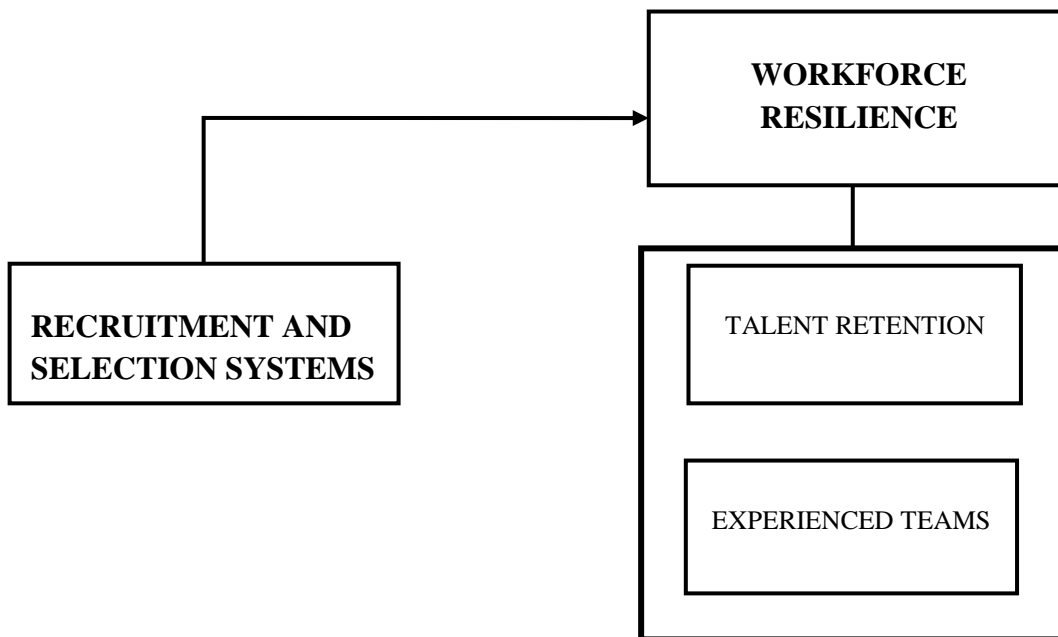 WORKFORCE
RESILIENCE
RECRUITMENT AND
SELECTION SYSTEMS
TALENT RETENTION
EXPERIENCED TEAMS